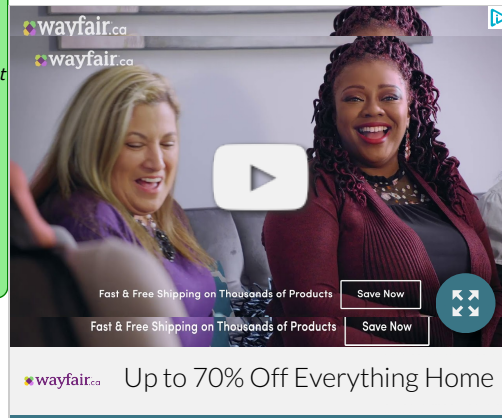 wayfair.ca
wayfair.ca
t
Fast & Free Shipping on Thousands of Products Save Now
Fast & Free Shipping on Thousands of Products Save Now
wayfair.ca Up to 70% Off Everything Home